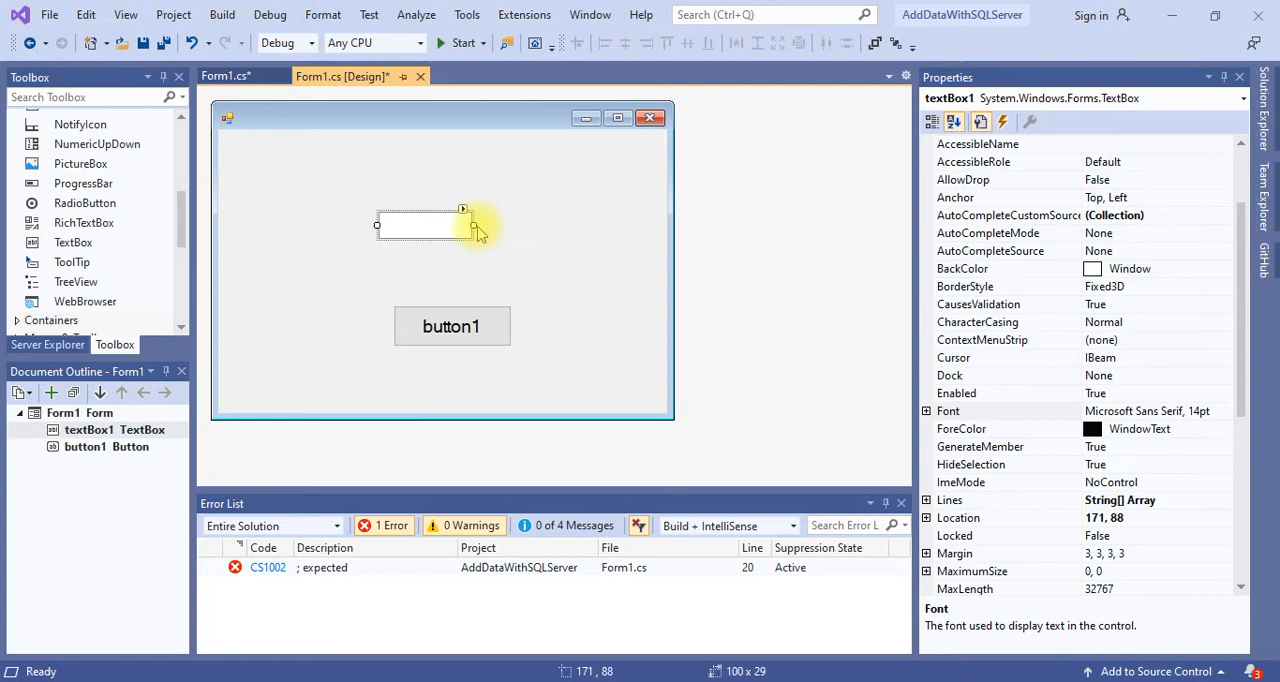 File Edit View Project Build Debug Format Test Analyze Tools Extensions Window Help Search (Ctrl+Q) AddDataWithSQLServer Sign in
Debug Any CPU Start
Toolbox
Search Toolbox
NotifyIcon
NumericUpDown
PictureBox
ProgressBar
RadioButton
RichTextBox
TextBox
ToolTip
TreeView
WebBrowser
Containers
Server Explorer Toolbox
Document Outline - Form1
Form1 Form
textBox1 TextBox
button1 Button
Form1.cs* Form1.cs [Design]*
button1
Error List
Entire Solution 1 Error 0 Warnings 0 of 4 Messages Build + IntelliSense Search Error L
Code Description Project File Line Suppression State
CS1002 ; expected AddDataWithSQLServer Form1.cs 20 Active
Properties
textBox1 System.Windows.Forms.TextBox
AccessibleName
AccessibleRole Default
AllowDrop False
Anchor Top, Left
AutoCompleteCustomSource (Collection)
AutoCompleteMode None
AutoCompleteSource None
BackColor Window
BorderStyle Fixed3D
CausesValidation True
CharacterCasing Normal
ContextMenuStrip (none)
Cursor IBeam
Dock None
Enabled True
Font Microsoft Sans Serif, 14pt
ForeColor WindowText
GenerateMember True
HideSelection True
ImeMode NoControl
Lines String[] Array
Location 171, 88
Locked False
Margin 3, 3, 3, 3
MaximumSize 0, 0
MaxLength 32767
Font
The font used to display text in the control.
Solution Explorer
Team Explorer
GitHub
Ready 171 , 88 100 x 29 Add to Source Control 3